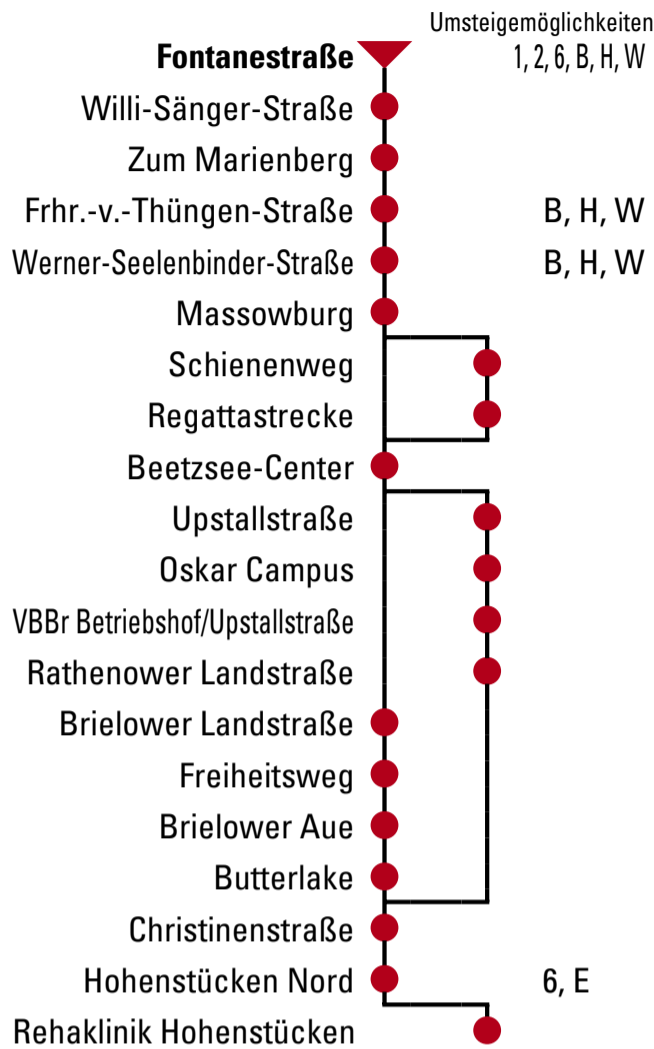 Umsteigemöglichkeiten
Fontanestraße 1, 2, 6, B, H, W
Willi-Sänger-Straße
Zum Marienberg
Frhr.-v.-Thüngen-Straße B, H, W
Werner-Seelenbinder-Straße B, H, W
Massowburg
Schienenweg
Regattastrecke
Beetzsee-Center
Upstallstraße
Oskar Campus
VBBr Betriebshof/Upstallstraße
Rathenower Landstraße
Brielower Landstraße
Freiheitsweg
Brielower Aue
Butterlake
Christinenstraße
Hohenstücken Nord 6, E
Rehaklinik Hohenstücken